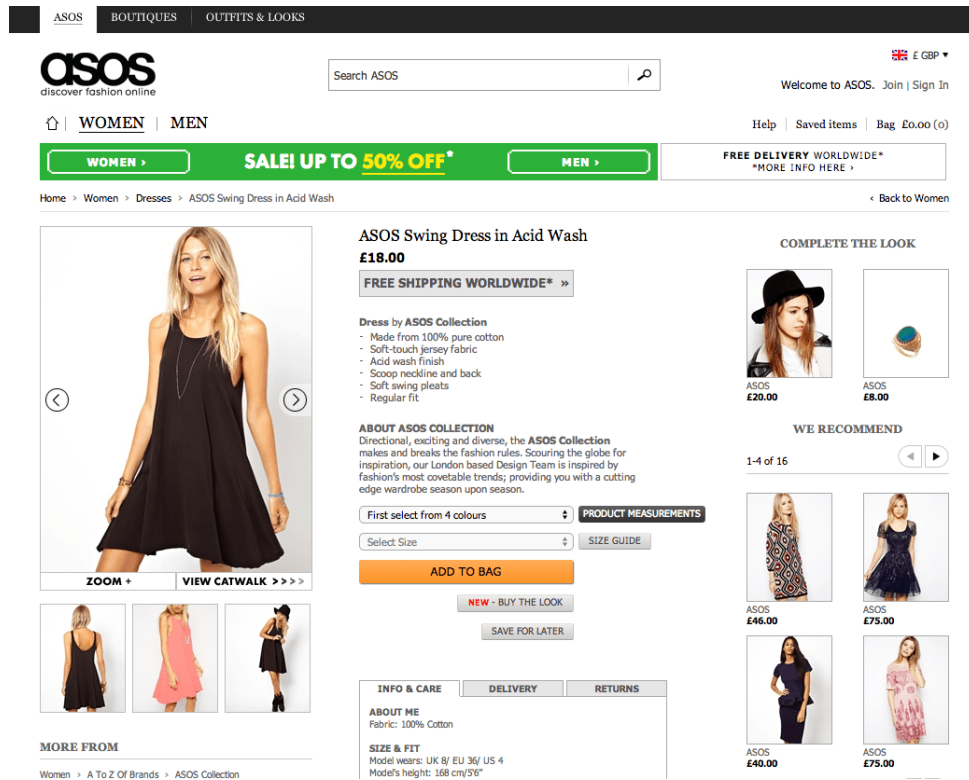 ASOS
BOUTIQUES
OUTFITS & LOOKS
asos
discover fashion online
Search ASOS
£ GBP
Welcome to ASOS. Join | Sign In
WOMEN | MEN
Help
Saved items
Bag £0.00 (0)
WOMEN ›
SALE! UP TO 50% OFF*
MEN ›
FREE DELIVERY WORLDWIDE*
*MORE INFO HERE ›
Home > Women > Dresses > ASOS Swing Dress in Acid Wash
‹ Back to Women
ZOOM +
VIEW CATWALK >>>>
MORE FROM
Women > A To Z Of Brands > ASOS Collection
ASOS Swing Dress in Acid Wash
£18.00
FREE SHIPPING WORLDWIDE* »
Dress by ASOS Collection
- Made from 100% pure cotton
- Soft-touch jersey fabric
- Acid wash finish
- Scoop neckline and back
- Soft swing pleats
- Regular fit
ABOUT ASOS COLLECTION
Directional, exciting and diverse, the ASOS Collection
makes and breaks the fashion rules. Scouring the globe for
inspiration, our London based Design Team is inspired by
fashion's most covetable trends; providing you with a cutting
edge wardrobe season upon season.
First select from 4 colours
PRODUCT MEASUREMENTS
Select Size
SIZE GUIDE
ADD TO BAG
NEW - BUY THE LOOK
SAVE FOR LATER
INFO & CARE
DELIVERY
RETURNS
ABOUT ME
Fabric: 100% Cotton
SIZE & FIT
Model wears: UK 8/ EU 36/ US 4
Model's height: 168 cm/5'6"
COMPLETE THE LOOK
ASOS
£20.00
ASOS
£8.00
WE RECOMMEND
1-4 of 16
ASOS
£46.00
ASOS
£75.00
ASOS
£40.00
ASOS
£75.00